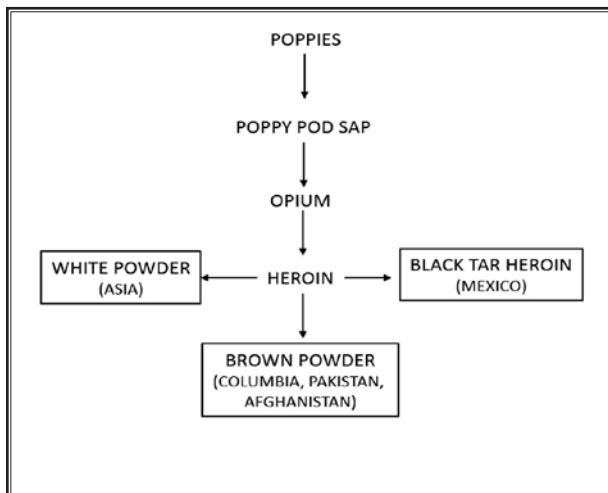 POPPIES
POPPY POD SAP
OPIUM
WHITE POWDER
(ASIA)
HEROIN
BLACK TAR HEROIN
(MEXICO)
BROWN POWDER
(COLUMBIA, PAKISTAN,
AFGHANISTAN)